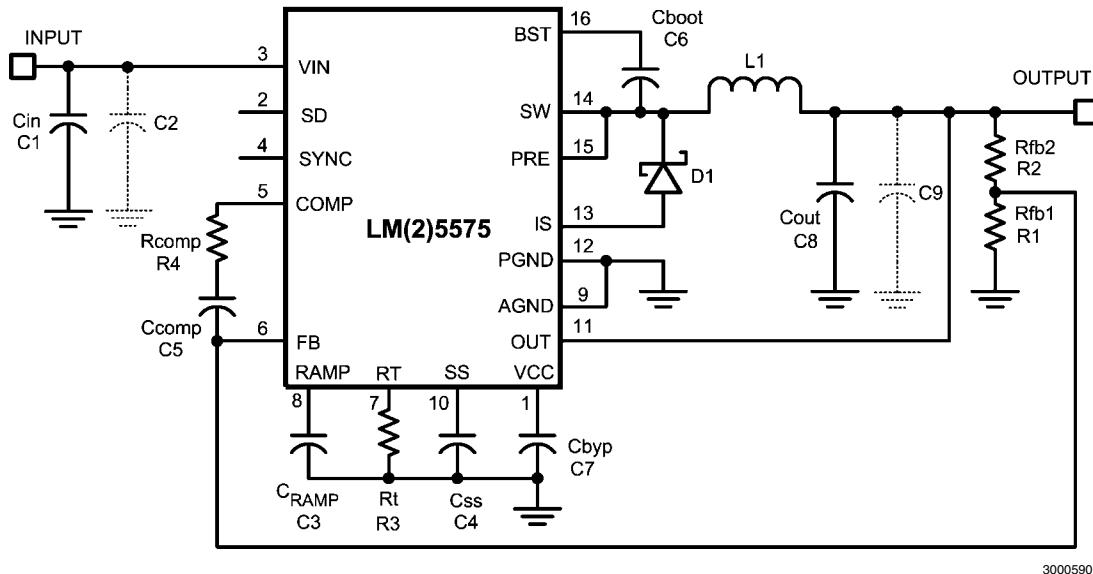 INPUT
3
VIN
2
SD
4
SYNC
5
COMP
6
FB
LM(2)5575
16
BST
14
SW
15
PRE
13
IS
12
PGND
9
AGND
11
OUT
RAMP
RT
SS
VCC
8
7
10
1
Cin
C1
C2
Rcomp
R4
Ccomp
C5
Cboot
C6
L1
OUTPUT
D1
Cout
C8
C9
Rfb2
R2
Rfb1
R1
CRAMP
C3
Rt
R3
Css
C4
Cbyp
C7
3000590